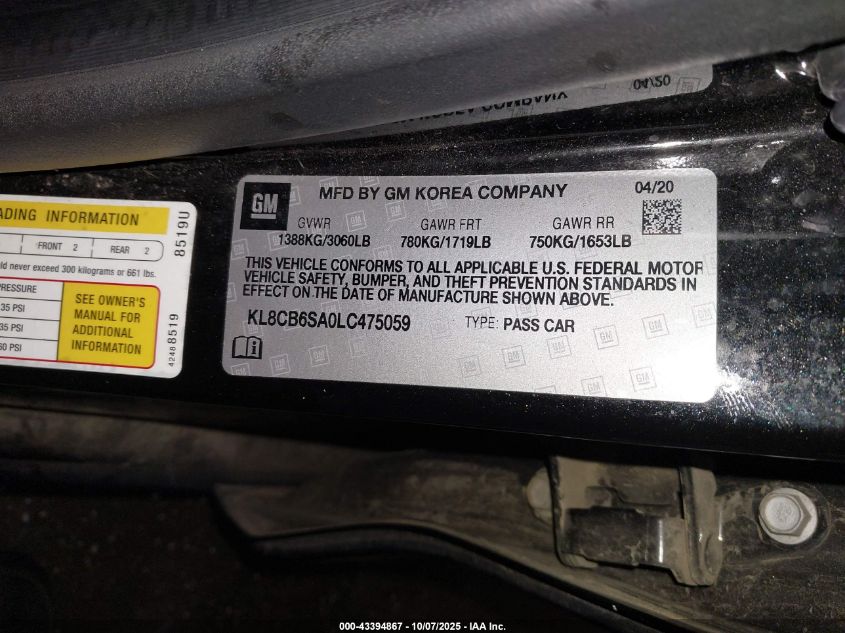 04/20
GM
MFD BY GM KOREA COMPANY
04/20
GVWR GAWR FRT GAWR RR
1388KG/3060LB 780KG/1719LB 750KG/1653LB
THIS VEHICLE CONFORMS TO ALL APPLICABLE U.S. FEDERAL MOTOR
VEHICLE SAFETY, BUMPER, AND THEFT PREVENTION STANDARDS IN
EFFECT ON THE DATE OF MANUFACTURE SHOWN ABOVE.
KL8CB6SA0LC475059 TYPE: PASS CAR
ADING INFORMATION
FRONT 2 REAR 2
uld never exceed 300 kilograms or 661 lbs.
PRESSURE
35 PSI
35 PSI
60 PSI
SEE OWNER'S
MANUAL FOR
ADDITIONAL
INFORMATION
8519U
42488519
000-43394867 - 10/07/2025 - IAA Inc.